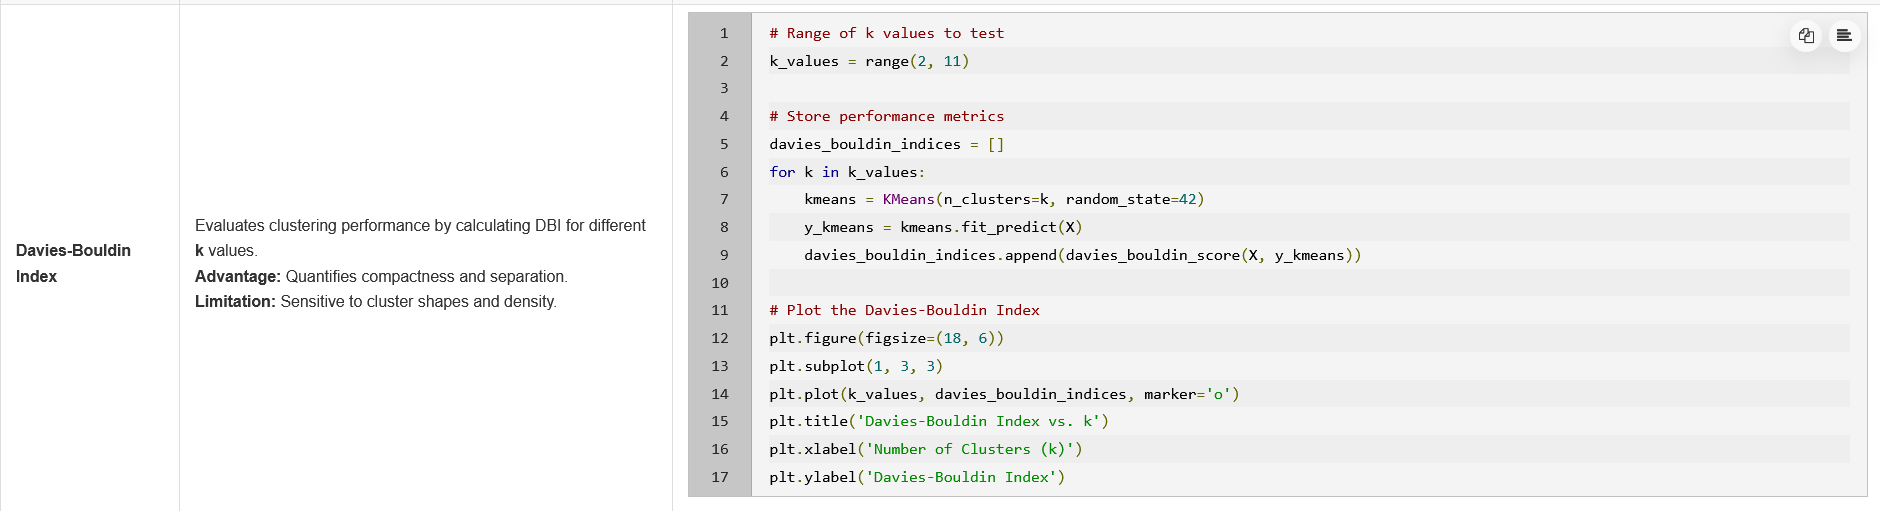 Davies-Bouldin
Index
Evaluates clustering performance by calculating DBI for different
k values.
Advantage: Quantifies compactness and separation.
Limitation: Sensitive to cluster shapes and density.
1 # Range of k values to test
2 k_values = range(2, 11)
3
4 # Store performance metrics
5 davies_bouldin_indices = []
6 for k in k_values:
7     kmeans = KMeans(n_clusters=k, random_state=42)
8     y_kmeans = kmeans.fit_predict(X)
9     davies_bouldin_indices.append(davies_bouldin_score(X, y_kmeans))
10
11 # Plot the Davies-Bouldin Index
12 plt.figure(figsize=(18, 6))
13 plt.subplot(1, 3, 3)
14 plt.plot(k_values, davies_bouldin_indices, marker='o')
15 plt.title('Davies-Bouldin Index vs. k')
16 plt.xlabel('Number of Clusters (k)')
17 plt.ylabel('Davies-Bouldin Index')